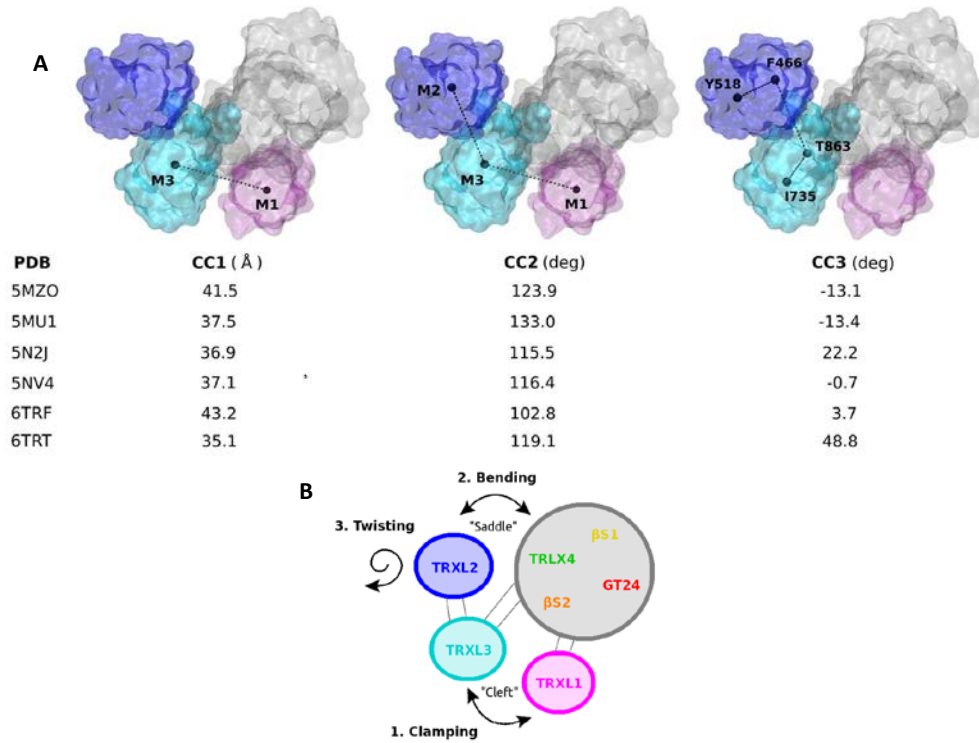 A
M3
M1
M2
M3
M1
F466
Y518
T863
I735
PDB CC1 ( Å ) CC2 (deg) CC3 (deg)
5MZO 41.5 123.9 -13.1
5MU1 37.5 133.0 -13.4
5N2J 36.9 115.5 22.2
5NV4 37.1 , 116.4 -0.7
6TRF 43.2 102.8 3.7
6TRT 35.1 119.1 48.8
B
2. Bending
"Saddle"
3. Twisting
βS1
TRXL2
TRLX4
GT24
βS2
TRXL3
TRXL1
"Cleft"
1. Clamping